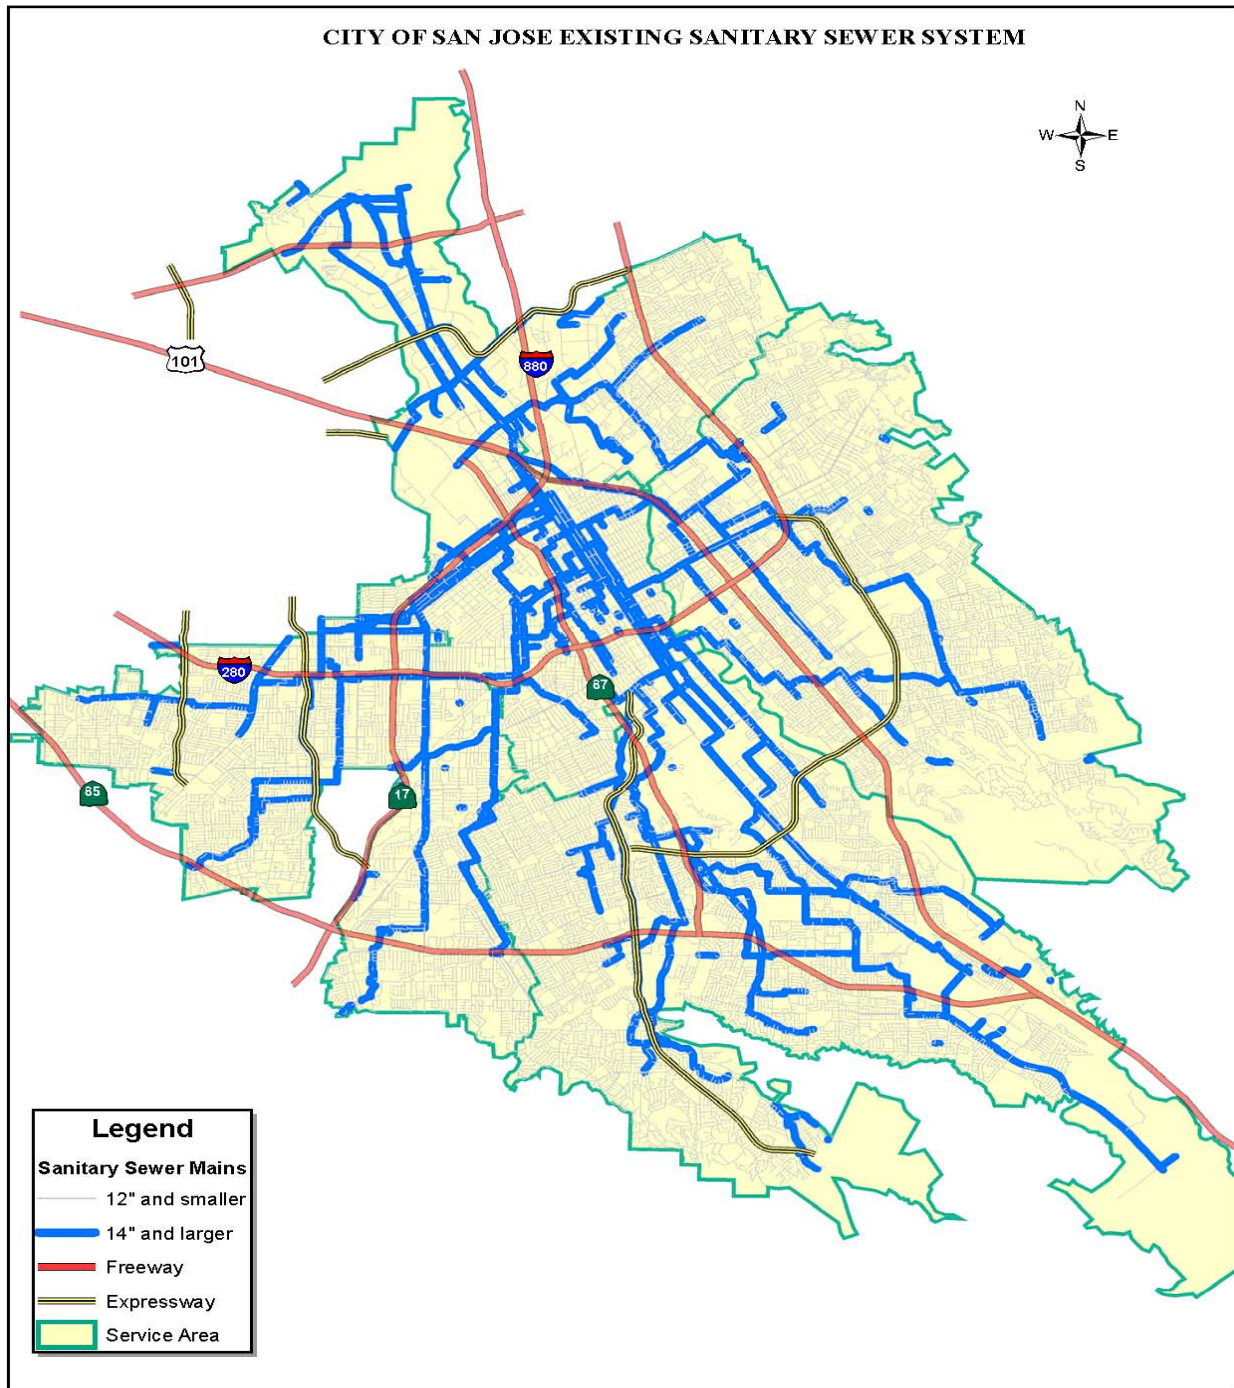 CITY OF SAN JOSE EXISTING SANITARY SEWER SYSTEM
N
W E
S
101
880
280
87
85
17
Legend
Sanitary Sewer Mains
12" and smaller
14" and larger
Freeway
Expressway
Service Area